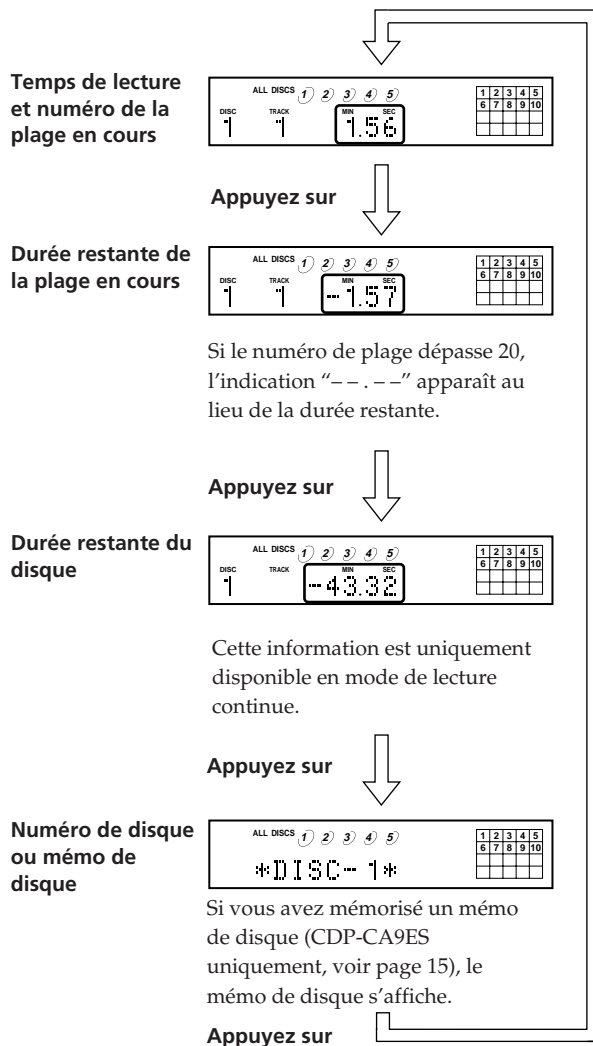 Temps de lecture
et numéro de la
plage en cours
ALL DISCS 1 2 3 4 5
DISC TRACK MIN SEC
1 1 1.56
1 2 3 4 5
6 7 8 9 10
Appuyez sur
Durée restante de
la plage en cours
ALL DISCS 1 2 3 4 5
DISC TRACK MIN SEC
1 1 -1.57
1 2 3 4 5
6 7 8 9 10
Si le numéro de plage dépasse 20,
l’indication “– – . – –” apparaît au
lieu de la durée restante.
Appuyez sur
Durée restante du
disque
ALL DISCS 1 2 3 4 5
DISC TRACK MIN SEC
1 -43.32
1 2 3 4 5
6 7 8 9 10
Cette information est uniquement
disponible en mode de lecture
continue.
Appuyez sur
Numéro de disque
ou mémo de
disque
ALL DISCS 1 2 3 4 5
*DISC-1*
1 2 3 4 5
6 7 8 9 10
Si vous avez mémorisé un mémo
de disque (CDP-CA9ES
uniquement, voir page 15), le
mémo de disque s’affiche.
Appuyez sur